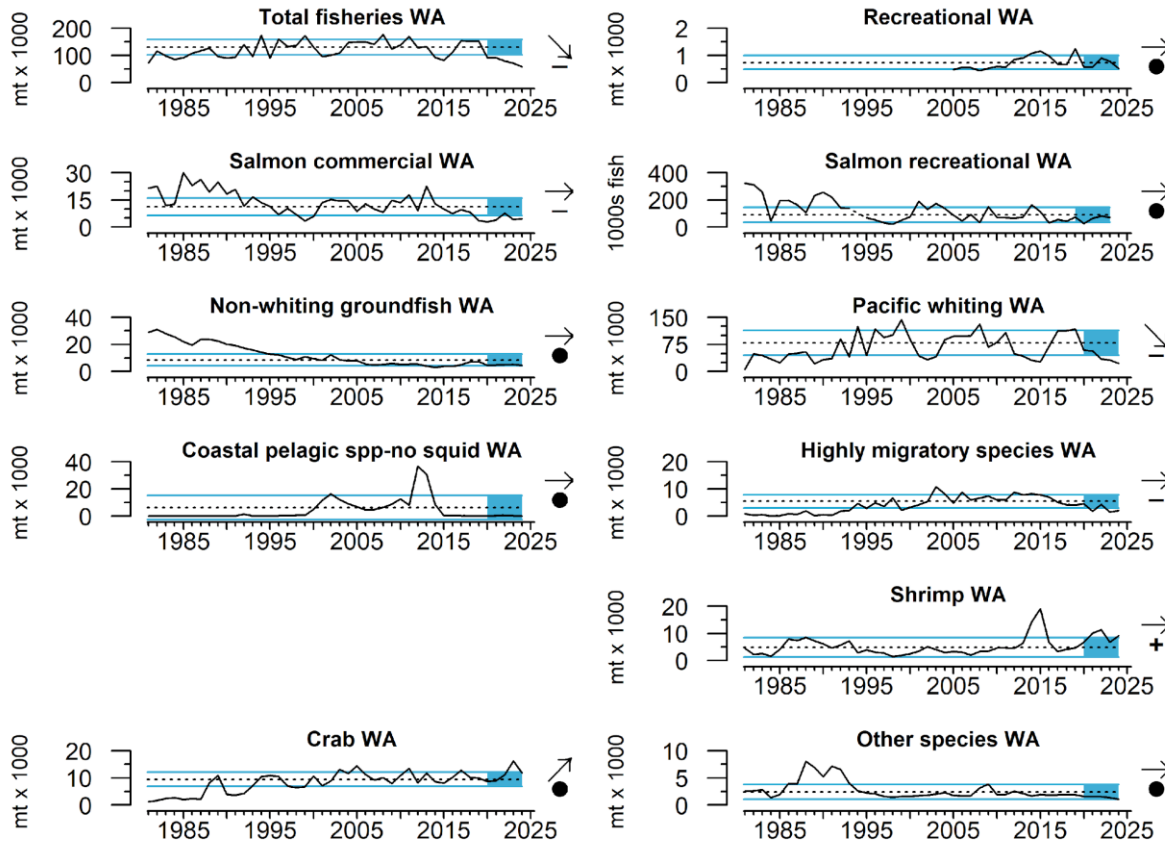 Total fisheries WA
mt x 1000
200
100
0
1985 1995 2005 2015 2025
−
Recreational WA
mt x 1000
2
1
0
1985 1995 2005 2015 2025
Salmon commercial WA
mt x 1000
30
15
0
1985 1995 2005 2015 2025
−
Salmon recreational WA
1000s fish
400
200
0
1985 1995 2005 2015 2025
Non-whiting groundfish WA
mt x 1000
40
20
0
1985 1995 2005 2015 2025
Pacific whiting WA
mt x 1000
150
75
0
1985 1995 2005 2015 2025
−
Coastal pelagic spp-no squid WA
mt x 1000
40
20
0
1985 1995 2005 2015 2025
Highly migratory species WA
mt x 1000
20
10
0
1985 1995 2005 2015 2025
−
Shrimp WA
mt x 1000
20
10
0
1985 1995 2005 2015 2025
+
Crab WA
mt x 1000
20
10
0
1985 1995 2005 2015 2025
Other species WA
mt x 1000
10
5
0
1985 1995 2005 2015 2025